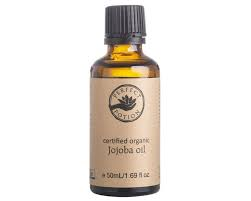 PERFECT
POTION
certified organic
Jojoba oil
e 50mL/1.69 fl oz